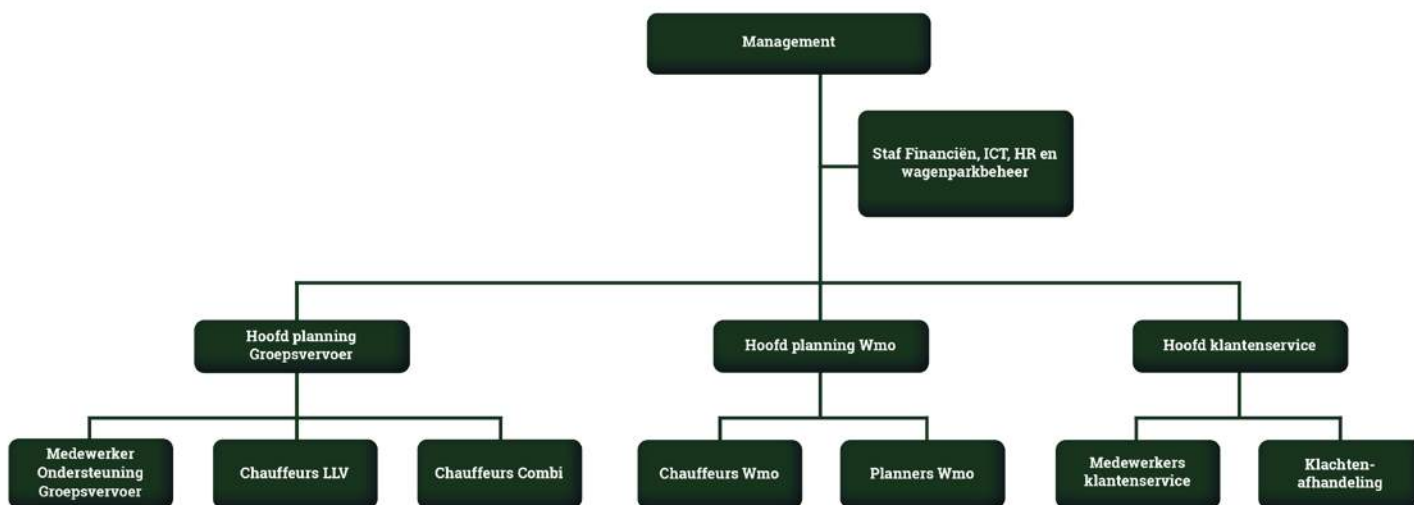 Management
Staf Financiën, ICT, HR en
wagenparkbeheer
Hoofd planning
Groepsvervoer
Hoofd planning Wmo
Hoofd klantenservice
Medewerker
Ondersteuning
Groepsvervoer
Chauffeurs LLV
Chauffeurs Combi
Chauffeurs Wmo
Planners Wmo
Medewerkers
klantenservice
Klachten-
afhandeling